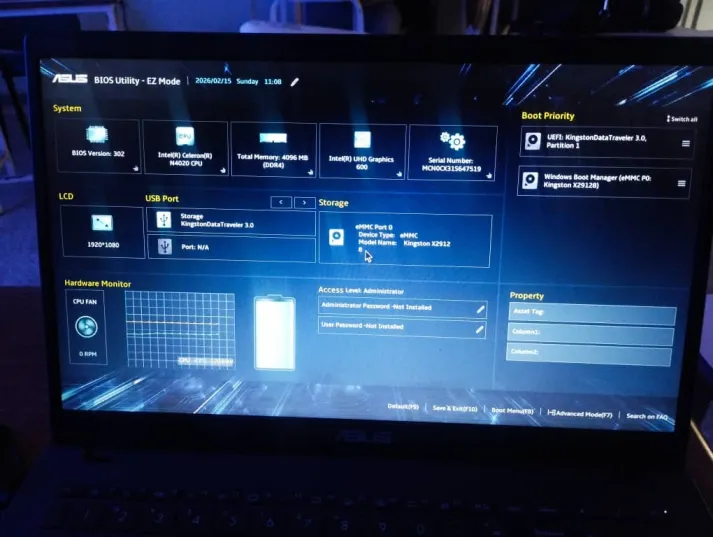 ASUS BIOS Utility - EZ Mode 2026/02/15 Sunday 11:08
System
BIOS Version: 302
Intel(R) Celeron(R)
N4020 CPU
Total Memory: 4096 MB
(DDR4)
Intel(R) UHD Graphics
600
Serial Number:
MCN0CX315647519
Boot Priority
Switch all
UEFI: KingstonDataTraveler 3.0,
Partition 1
Windows Boot Manager (eMMC P0:
Kingston X29128)
LCD
1920*1080
USB Port
< >
Storage
KingstonDataTraveler 3.0
Port: N/A
Storage
eMMC Port 0
Device Type: eMMC
Model Name: Kingston X2912
8
Hardware Monitor
CPU FAN
0 RPM
Access Level: Administrator
Administrator Password -Not Installed
User Password -Not Installed
Property
Asset Tag:
Column1:
Column2:
Default(F9) Save & Exit(F10) Boot Menu(F8) Advanced Mode(F7) Search on FAQ
ASUS